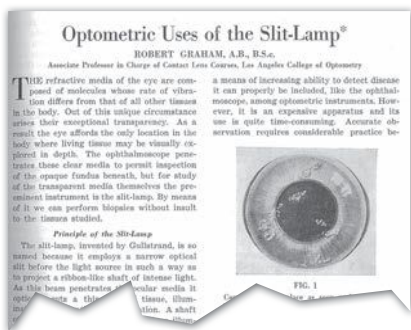 Optometric Uses of the Slit-Lamp*
ROBERT GRAHAM, A.B., B.S.c.
Associate Professor in Charge of Contact Lens Courses, Los Angeles College of Optometry
THE refractive media of the eye are com-
posed of molecules whose rate of vibra-
tion differs from that of all other tissues
in the body. Out of this unique circumstance
arises their exceptional transparency. As a
result the eye affords the only location in the
body where living tissue may be visually ex-
plored in depth. The ophthalmoscope pene-
trates these clear media to permit inspection
of the opaque fundus beneath, but for study
of the transparent media themselves the pre-
eminent instrument is the slit-lamp. By means
of it we can perform biopsies without insult
to the tissues studied.
Principle of the Slit-Lamp
The slit-lamp, invented by Gullstrand, is so
named because it employs a narrow optical
slit before the light source in such a way as
to project a ribbon-like shaft of intense light.
As this beam penetrates ocular media it
cuts a thin tissue, illum-
A shaft
a means of increasing ability to detect disease
it can properly be included, like the ophthal-
moscope, among optometric instruments. How-
ever, it is an expensive apparatus and its
use is quite time-consuming. Accurate ob-
servation requires considerable practice be-
FIG. 1